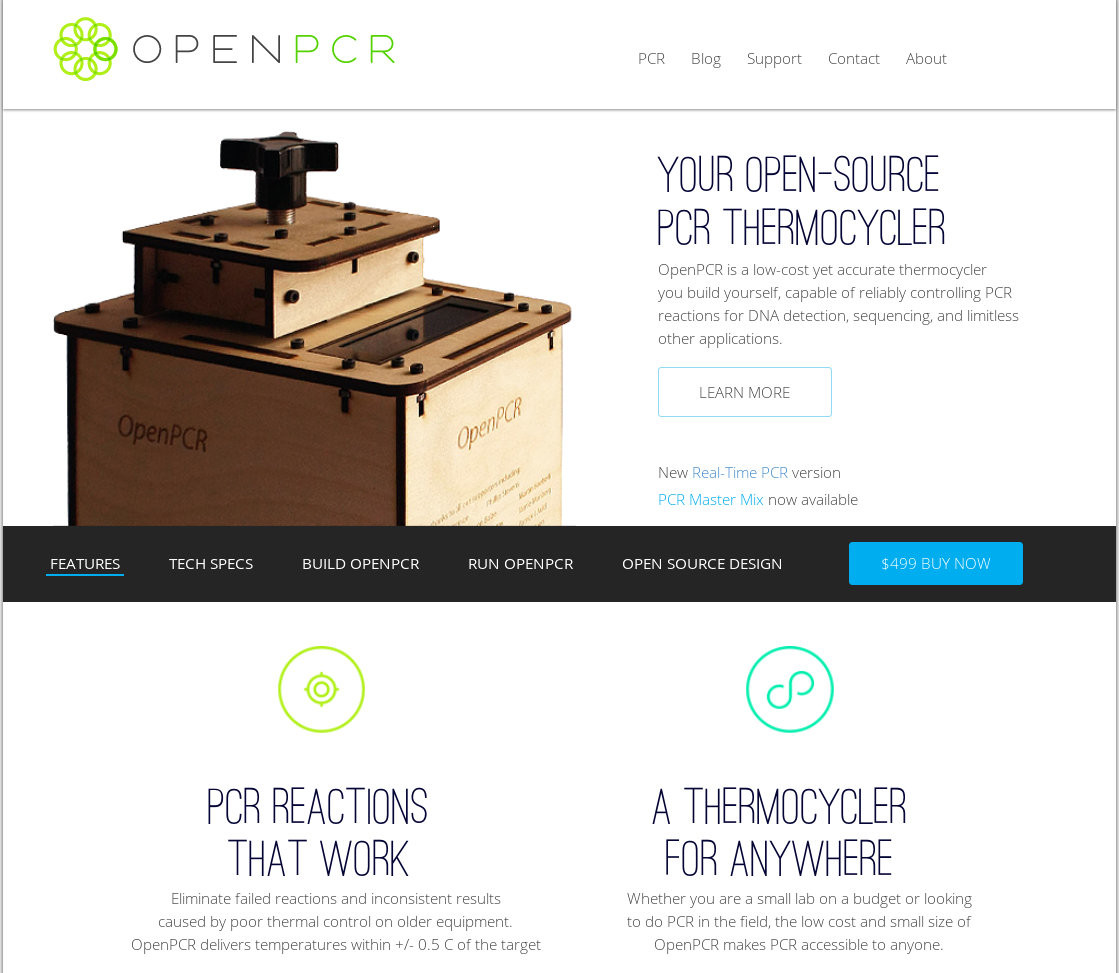 OPENPCR
PCR Blog Support Contact About
YOUR OPEN-SOURCE
PCR THERMOCYCLER
OpenPCR is a low-cost yet accurate thermocycler
you build yourself, capable of reliably controlling PCR
reactions for DNA detection, sequencing, and limitless
other applications.
LEARN MORE
New Real-Time PCR version
PCR Master Mix now available
OpenPCR
OpenPCR
thanks to all our supporters including
FEATURES TECH SPECS BUILD OPENPCR RUN OPENPCR OPEN SOURCE DESIGN $499 BUY NOW
PCR REACTIONS
THAT WORK
Eliminate failed reactions and inconsistent results
caused by poor thermal control on older equipment.
OpenPCR delivers temperatures within +/- 0.5 C of the target
A THERMOCYCLER
FOR ANYWHERE
Whether you are a small lab on a budget or looking
to do PCR in the field, the low cost and small size of
OpenPCR makes PCR accessible to anyone.